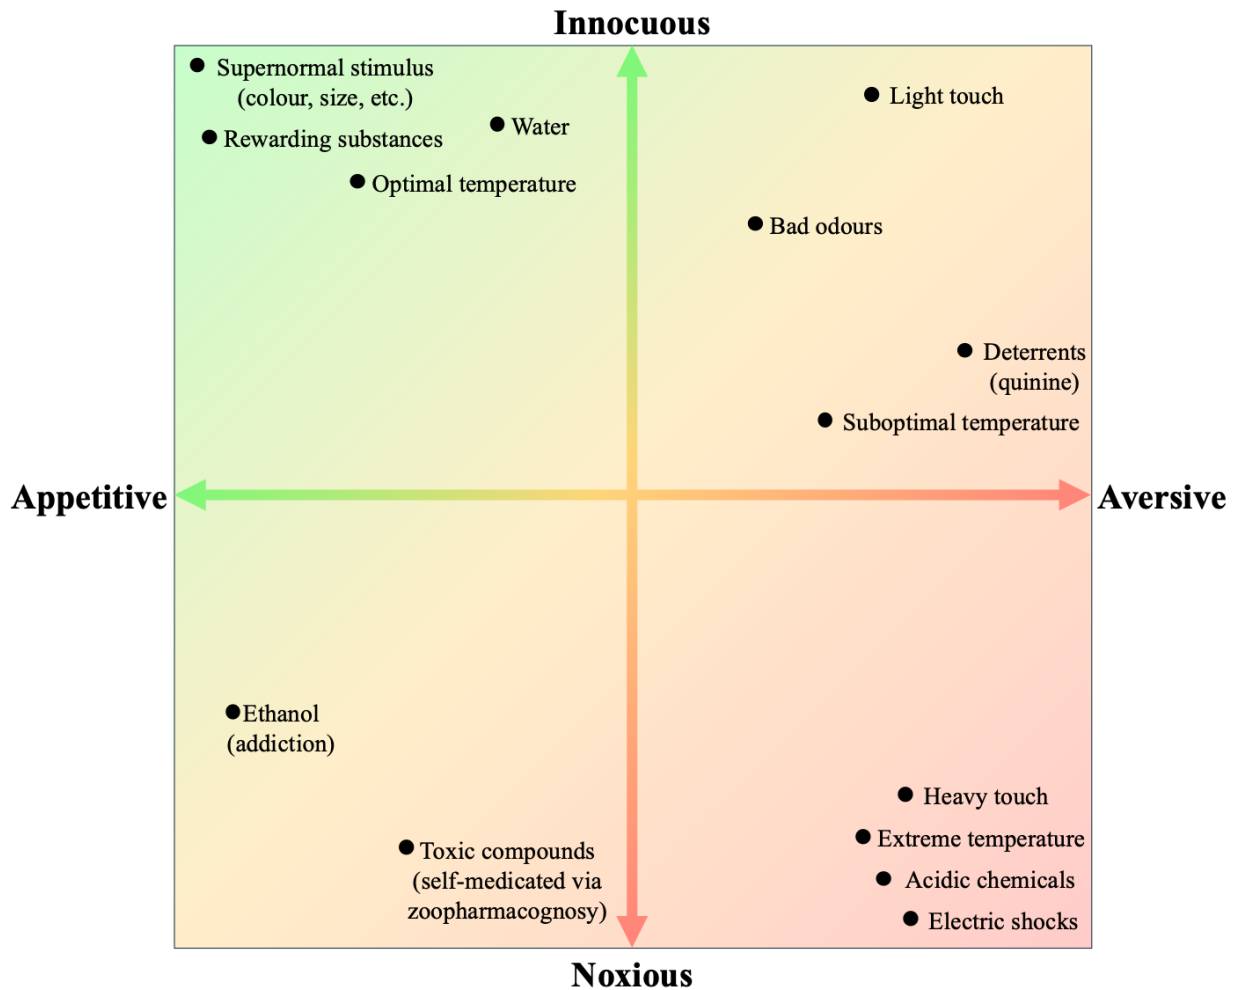 Innocuous
Supernormal stimulus
(colour, size, etc.)
Light touch
Water
Rewarding substances
Optimal temperature
Bad odours
Deterrents
(quinine)
Suboptimal temperature
Appetitive
Aversive
Ethanol
(addiction)
Heavy touch
Extreme temperature
Toxic compounds
(self-medicated via
zoopharmacognosy)
Acidic chemicals
Electric shocks
Noxious